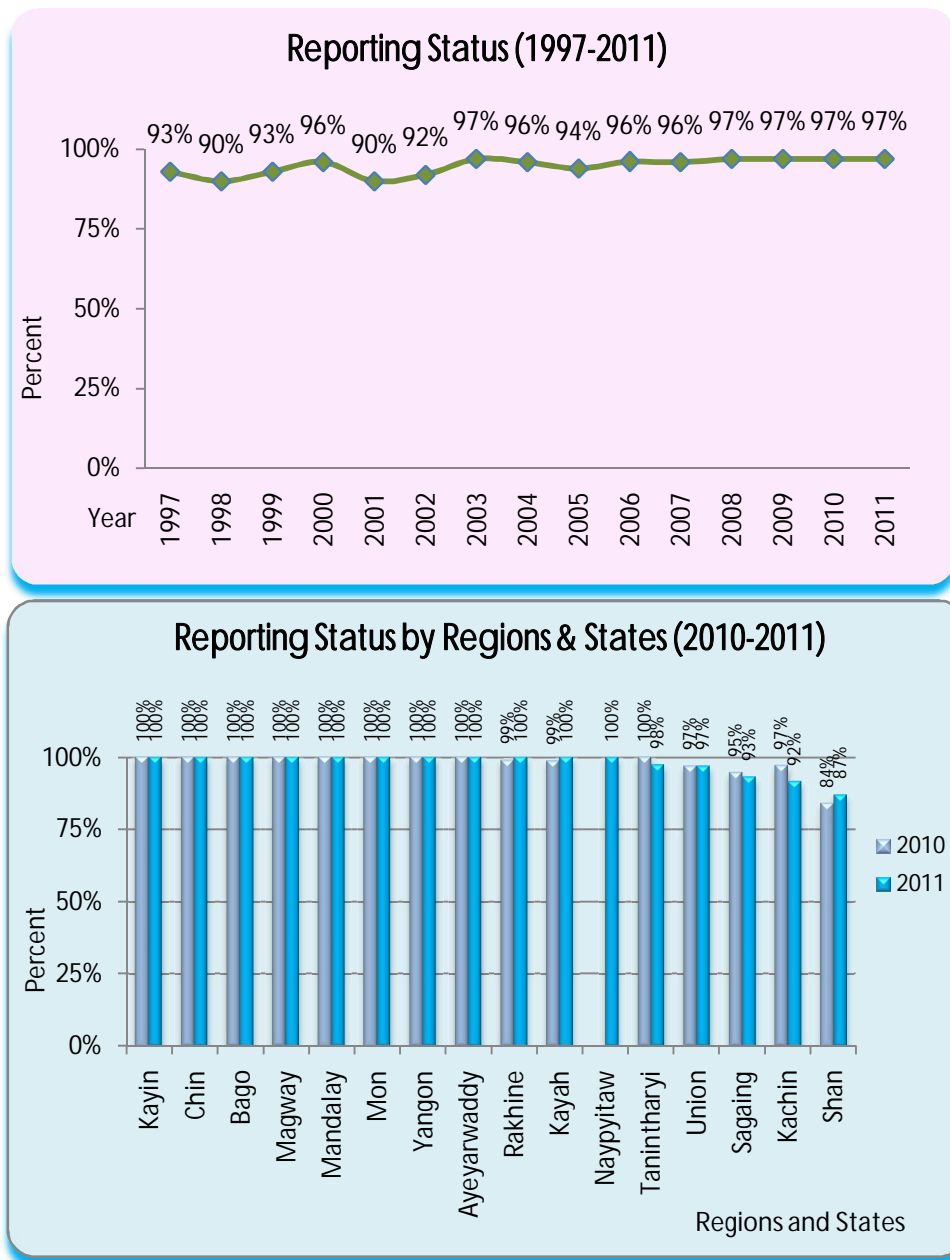 Reporting Status (1997-2011)
93% 90% 93% 96% 90% 92% 97% 96% 94% 96% 96% 97% 97% 97% 97%
100%
75%
50%
25%
0%
Percent
Year 1997 1998 1999 2000 2001 2002 2003 2004 2005 2006 2007 2008 2009 2010 2011
Reporting Status by Regions & States (2010-2011)
100% 100% 100% 100% 100% 100% 100% 100% 100% 100% 100% 100% 100% 100% 100% 100% 99% 100% 99% 100% 100% 100% 98% 97% 97% 95% 93% 97% 92% 84% 87%
100%
75%
50%
25%
0%
Percent
2010
2011
Kayin Chin Bago Magway Mandalay Mon Yangon Ayeyarwaddy Rakhine Kayah Naypyitaw Tanintharyi Union Sagaing Kachin Shan
Regions and States